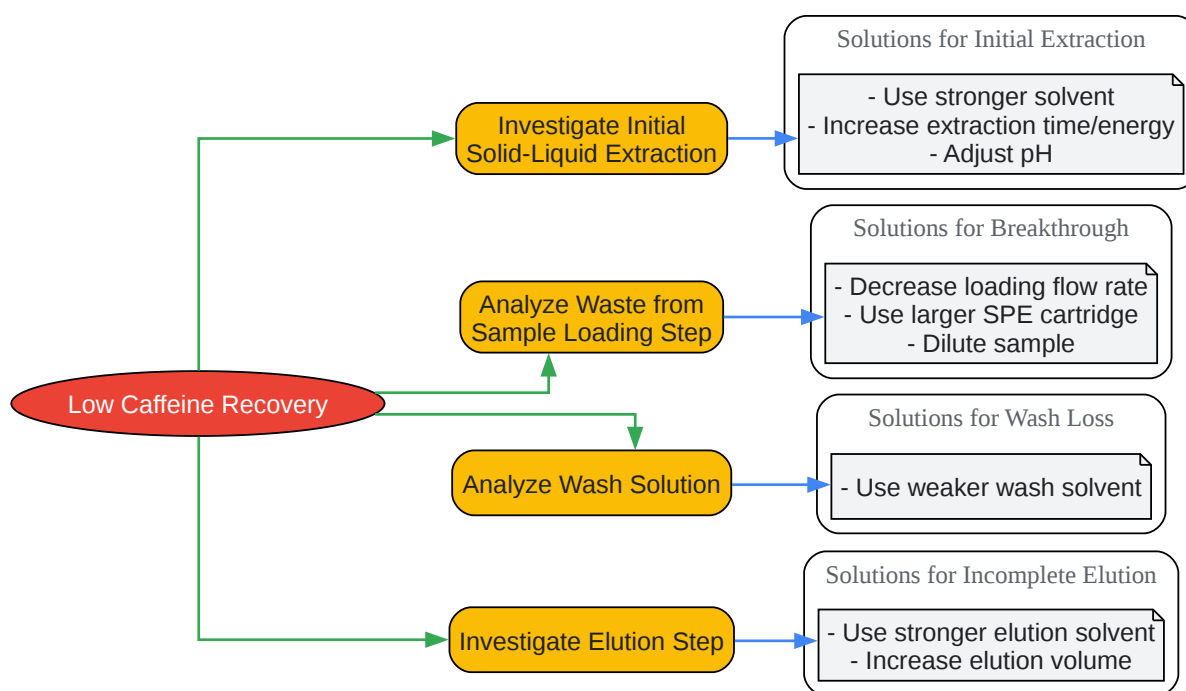 Solutions for Initial Extraction
- Use stronger solvent
- Increase extraction time/energy
- Adjust pH
Investigate Initial
Solid-Liquid Extraction
Solutions for Breakthrough
- Decrease loading flow rate
- Use larger SPE cartridge
- Dilute sample
Analyze Waste from
Sample Loading Step
Low Caffeine Recovery
Solutions for Wash Loss
- Use weaker wash solvent
Analyze Wash Solution
Solutions for Incomplete Elution
- Use stronger elution solvent
- Increase elution volume
Investigate Elution Step